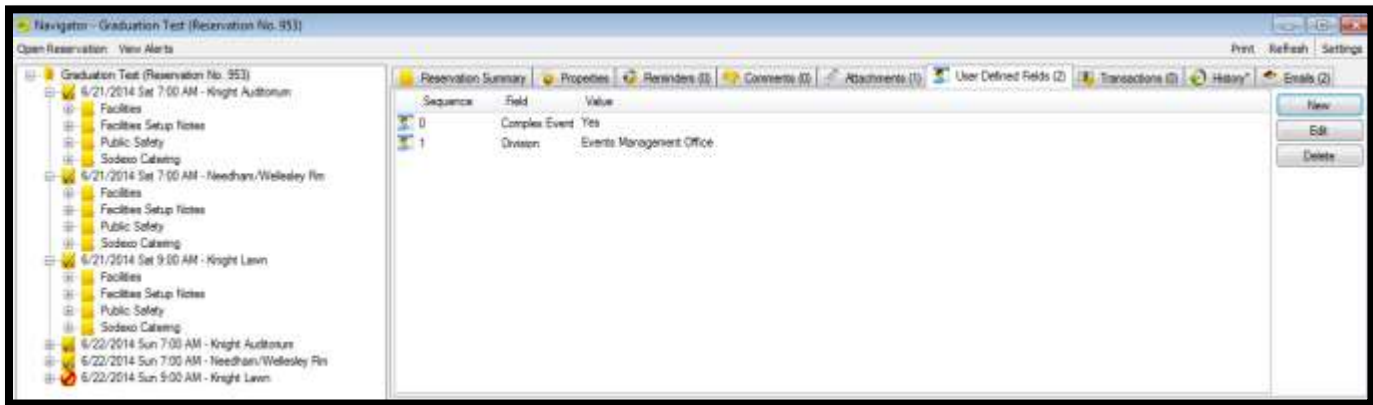 Navigator - Graduation Test (Reservation No. 953)
Open Reservation View Alerts Print Refresh Settings
Graduation Test (Reservation No. 953)
6/21/2014 Sat 7:00 AM - Knight Auditorium
Facilities
Facilities Setup Notes
Public Safety
Sodexo Catering
6/21/2014 Sat 7:00 AM - Needham/Wellesley Rm
Facilities
Facilities Setup Notes
Public Safety
Sodexo Catering
6/21/2014 Sat 9:00 AM - Knight Lawn
Facilities
Facilities Setup Notes
Public Safety
Sodexo Catering
6/22/2014 Sun 7:00 AM - Knight Auditorium
6/22/2014 Sun 7:00 AM - Needham/Wellesley Rm
6/22/2014 Sun 9:00 AM - Knight Lawn
Reservation Summary Properties Reminders (0) Comments (0) Attachments (1) User Defined Fields (2) Transactions (0) History* Emails (2)
Sequence Field Value
0 Complex Event Yes
1 Division Events Management Office
New
Edit
Delete